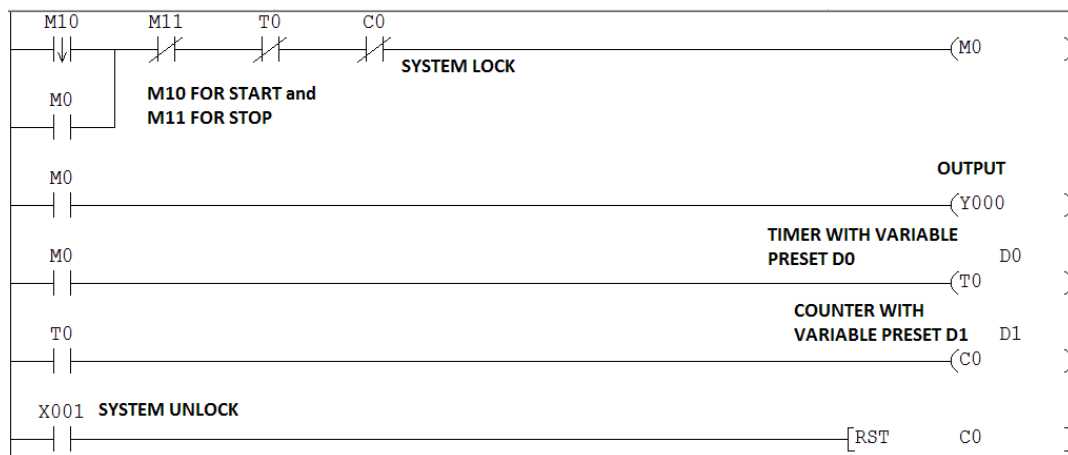 M10 M11 T0 C0
(M0 )
SYSTEM LOCK
M0
M10 FOR START and
M11 FOR STOP
M0
OUTPUT
(Y000 )
M0
TIMER WITH VARIABLE
PRESET D0
D0
(T0 )
T0
COUNTER WITH
VARIABLE PRESET D1
D1
(C0 )
X001 SYSTEM UNLOCK
[RST C0 ]